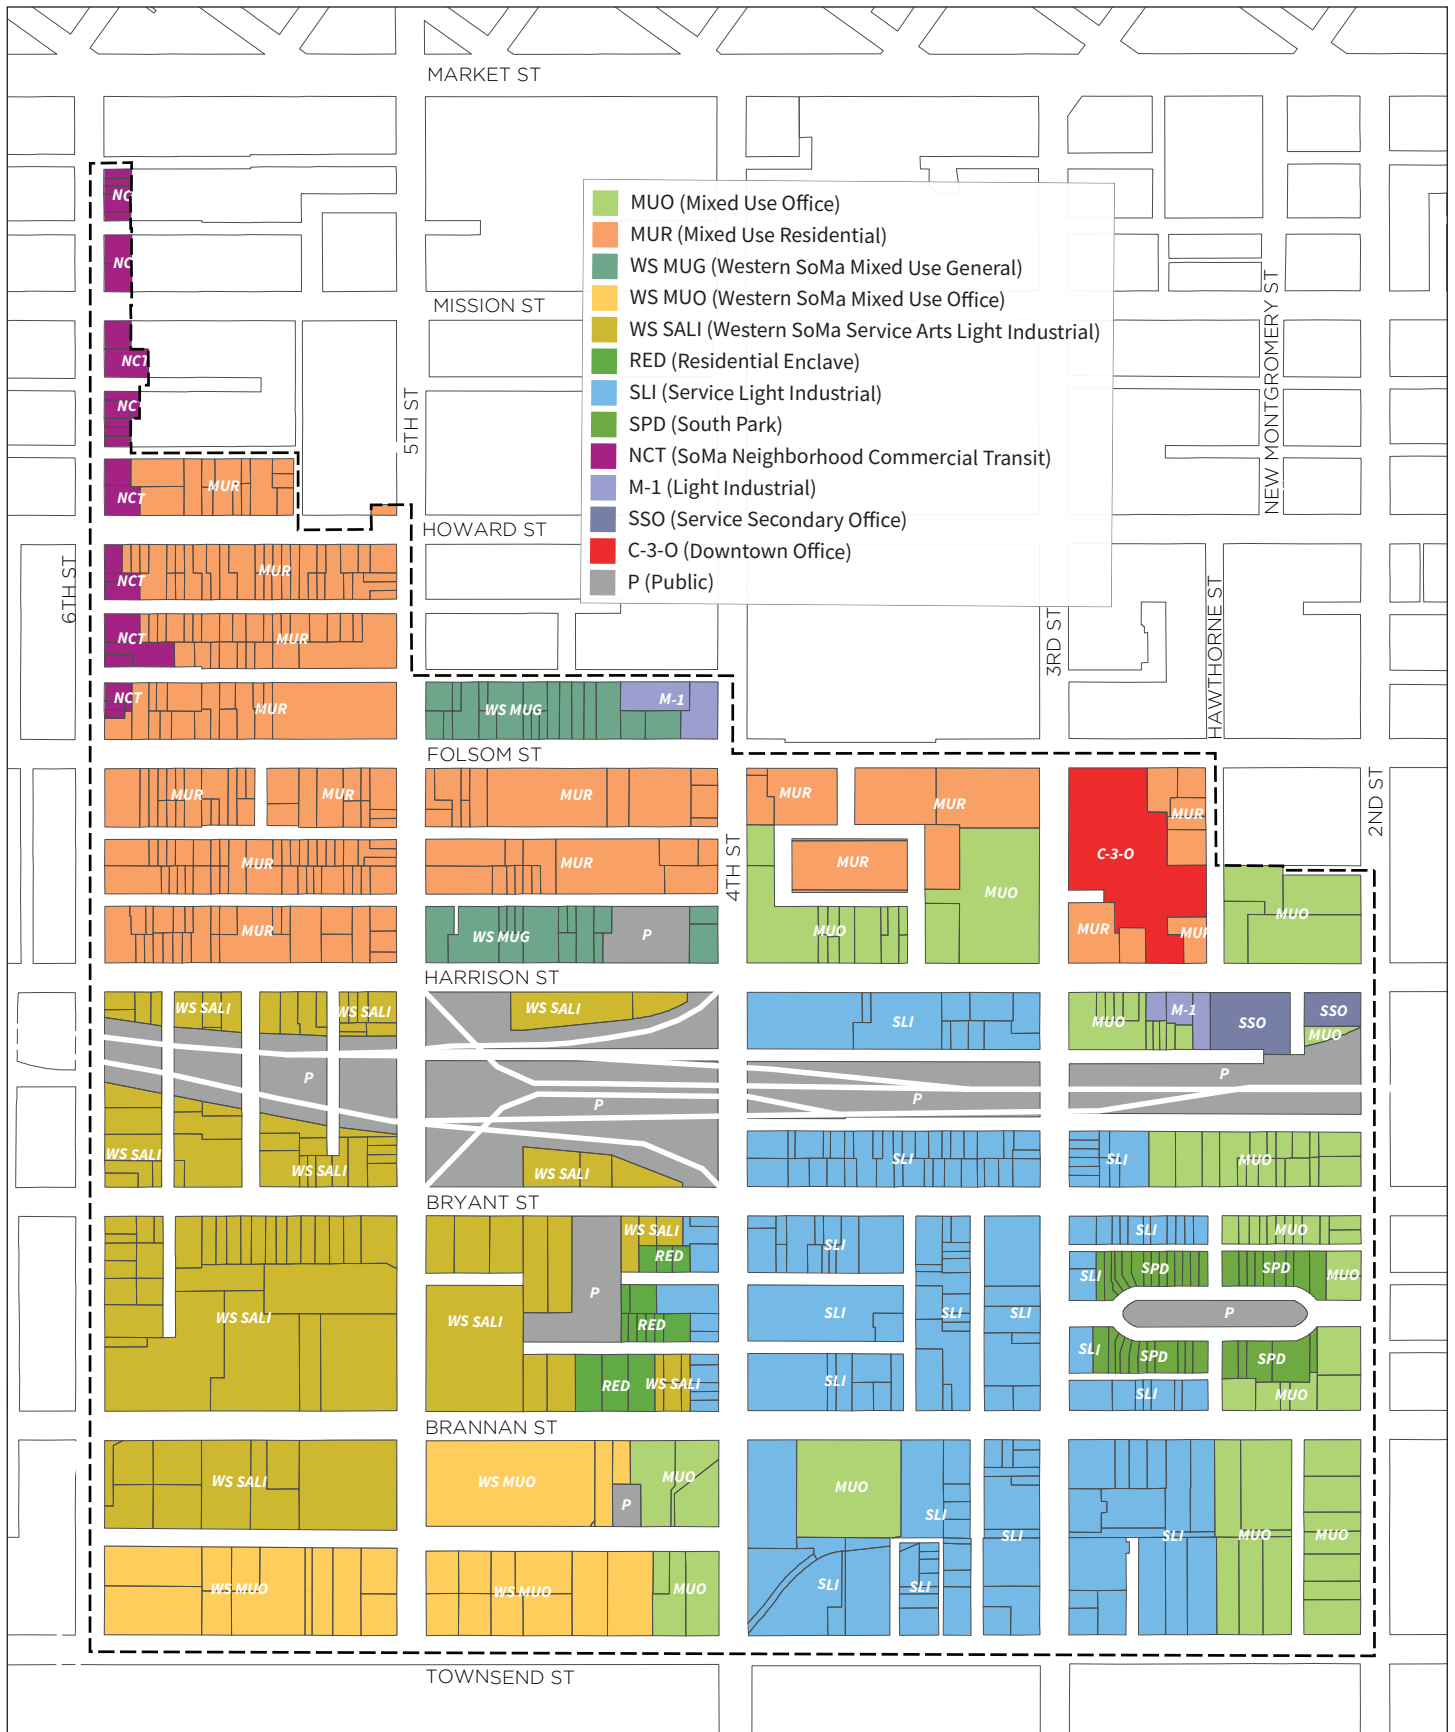 MARKET ST
NC
MUO (Mixed Use Office)
MUR (Mixed Use Residential)
WS MUG (Western SoMa Mixed Use General)
WS MUO (Western SoMa Mixed Use Office)
WS SALI (Western SoMa Service Arts Light Industrial)
RED (Residential Enclave)
SLI (Service Light Industrial)
SPD (South Park)
NCT (SoMa Neighborhood Commercial Transit)
M-1 (Light Industrial)
SSO (Service Secondary Office)
C-3-O (Downtown Office)
P (Public)
NC
MISSION ST
NEW MONTGOMERY ST
NCT
NC
5TH ST
NCT
MUR
HOWARD ST
6TH ST
NCT
MUR
NCT
MUR
3RD ST
HAWTHORNE ST
NCT
MUR
WS MUG
M-1
FOLSOM ST
2ND ST
MUR
MUR
MUR
MUR
MUR
MUR
MUR
MUR
4TH ST
MUR
C-3-O
MUO
MUO
MUR
WS MUG
P
MUO
MUR
MUR
HARRISON ST
WS SALI
WS SALI
WS SALI
SLI
MUO
M-1
SSO
SSO
MUO
P
P
P
P
WS SALI
WS SALI
WS SALI
SLI
SLI
MUO
BRYANT ST
WS SALI
RED
SLI
SLI
MUO
SLI
SPD
SPD
MUO
WS SALI
WS SALI
P
RED
SLI
SLI
SLI
P
SLI
SPD
SPD
RED
WS SALI
SLI
SLI
MUO
BRANNAN ST
WS SALI
WS MUO
P
MUO
MUO
SLI
SLI
SLI
MUO
MUO
WS MUO
WS MUO
MUO
SLI
SLI
TOWNSEND ST